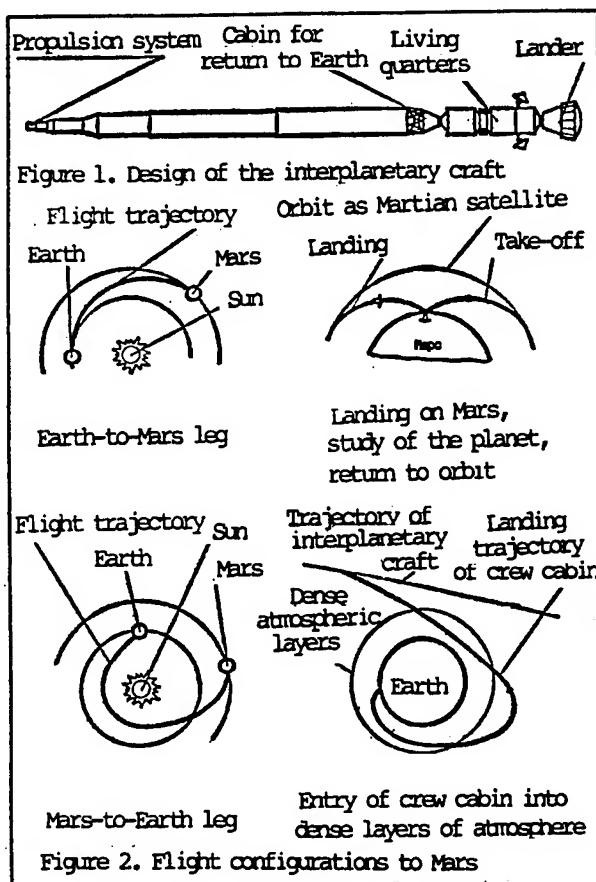 Propulsion system
Cabin for
return to Earth
Living
quarters
Lander
Figure 1. Design of the interplanetary craft
Flight trajectory
Earth
Mars
Sun
Earth-to-Mars leg
Orbit as Martian satellite
Landing
Take-off
Марс
Landing on Mars,
study of the planet,
return to orbit
Flight trajectory
Sun
Earth
Mars
Mars-to-Earth leg
Trajectory of
interplanetary
craft
Landing
trajectory
of crew cabin
Dense
atmospheric
layers
Earth
Entry of crew cabin into
dense layers of atmosphere
Figure 2. Flight configurations to Mars